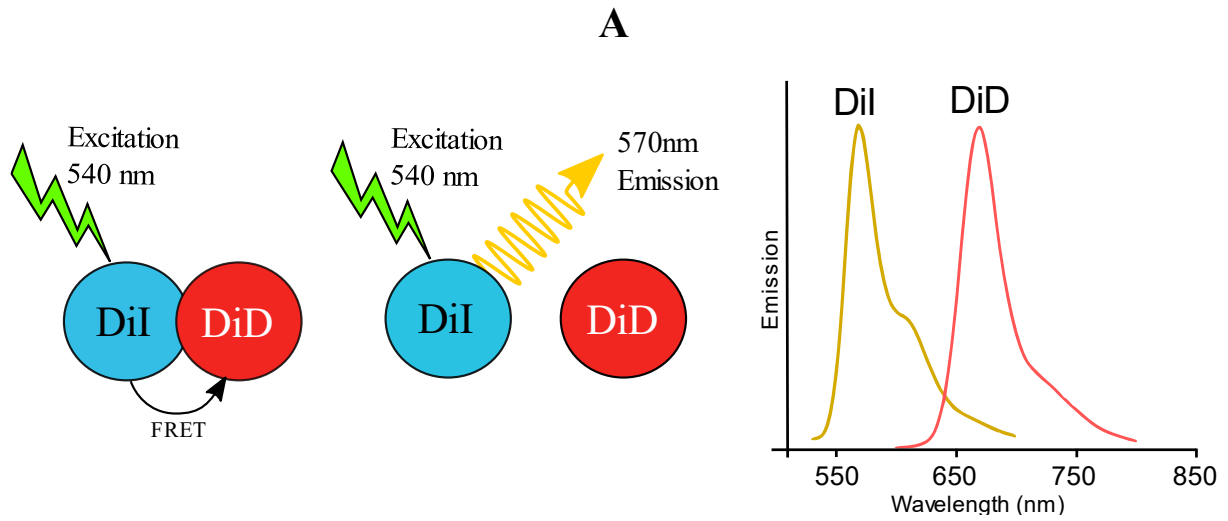 A
Excitation
540 nm
DiI
DiD
FRET
Excitation
540 nm
570nm
Emission
DiI
DiD
DiI
DiD
Emission
550
650
750
850
Wavelength (nm)